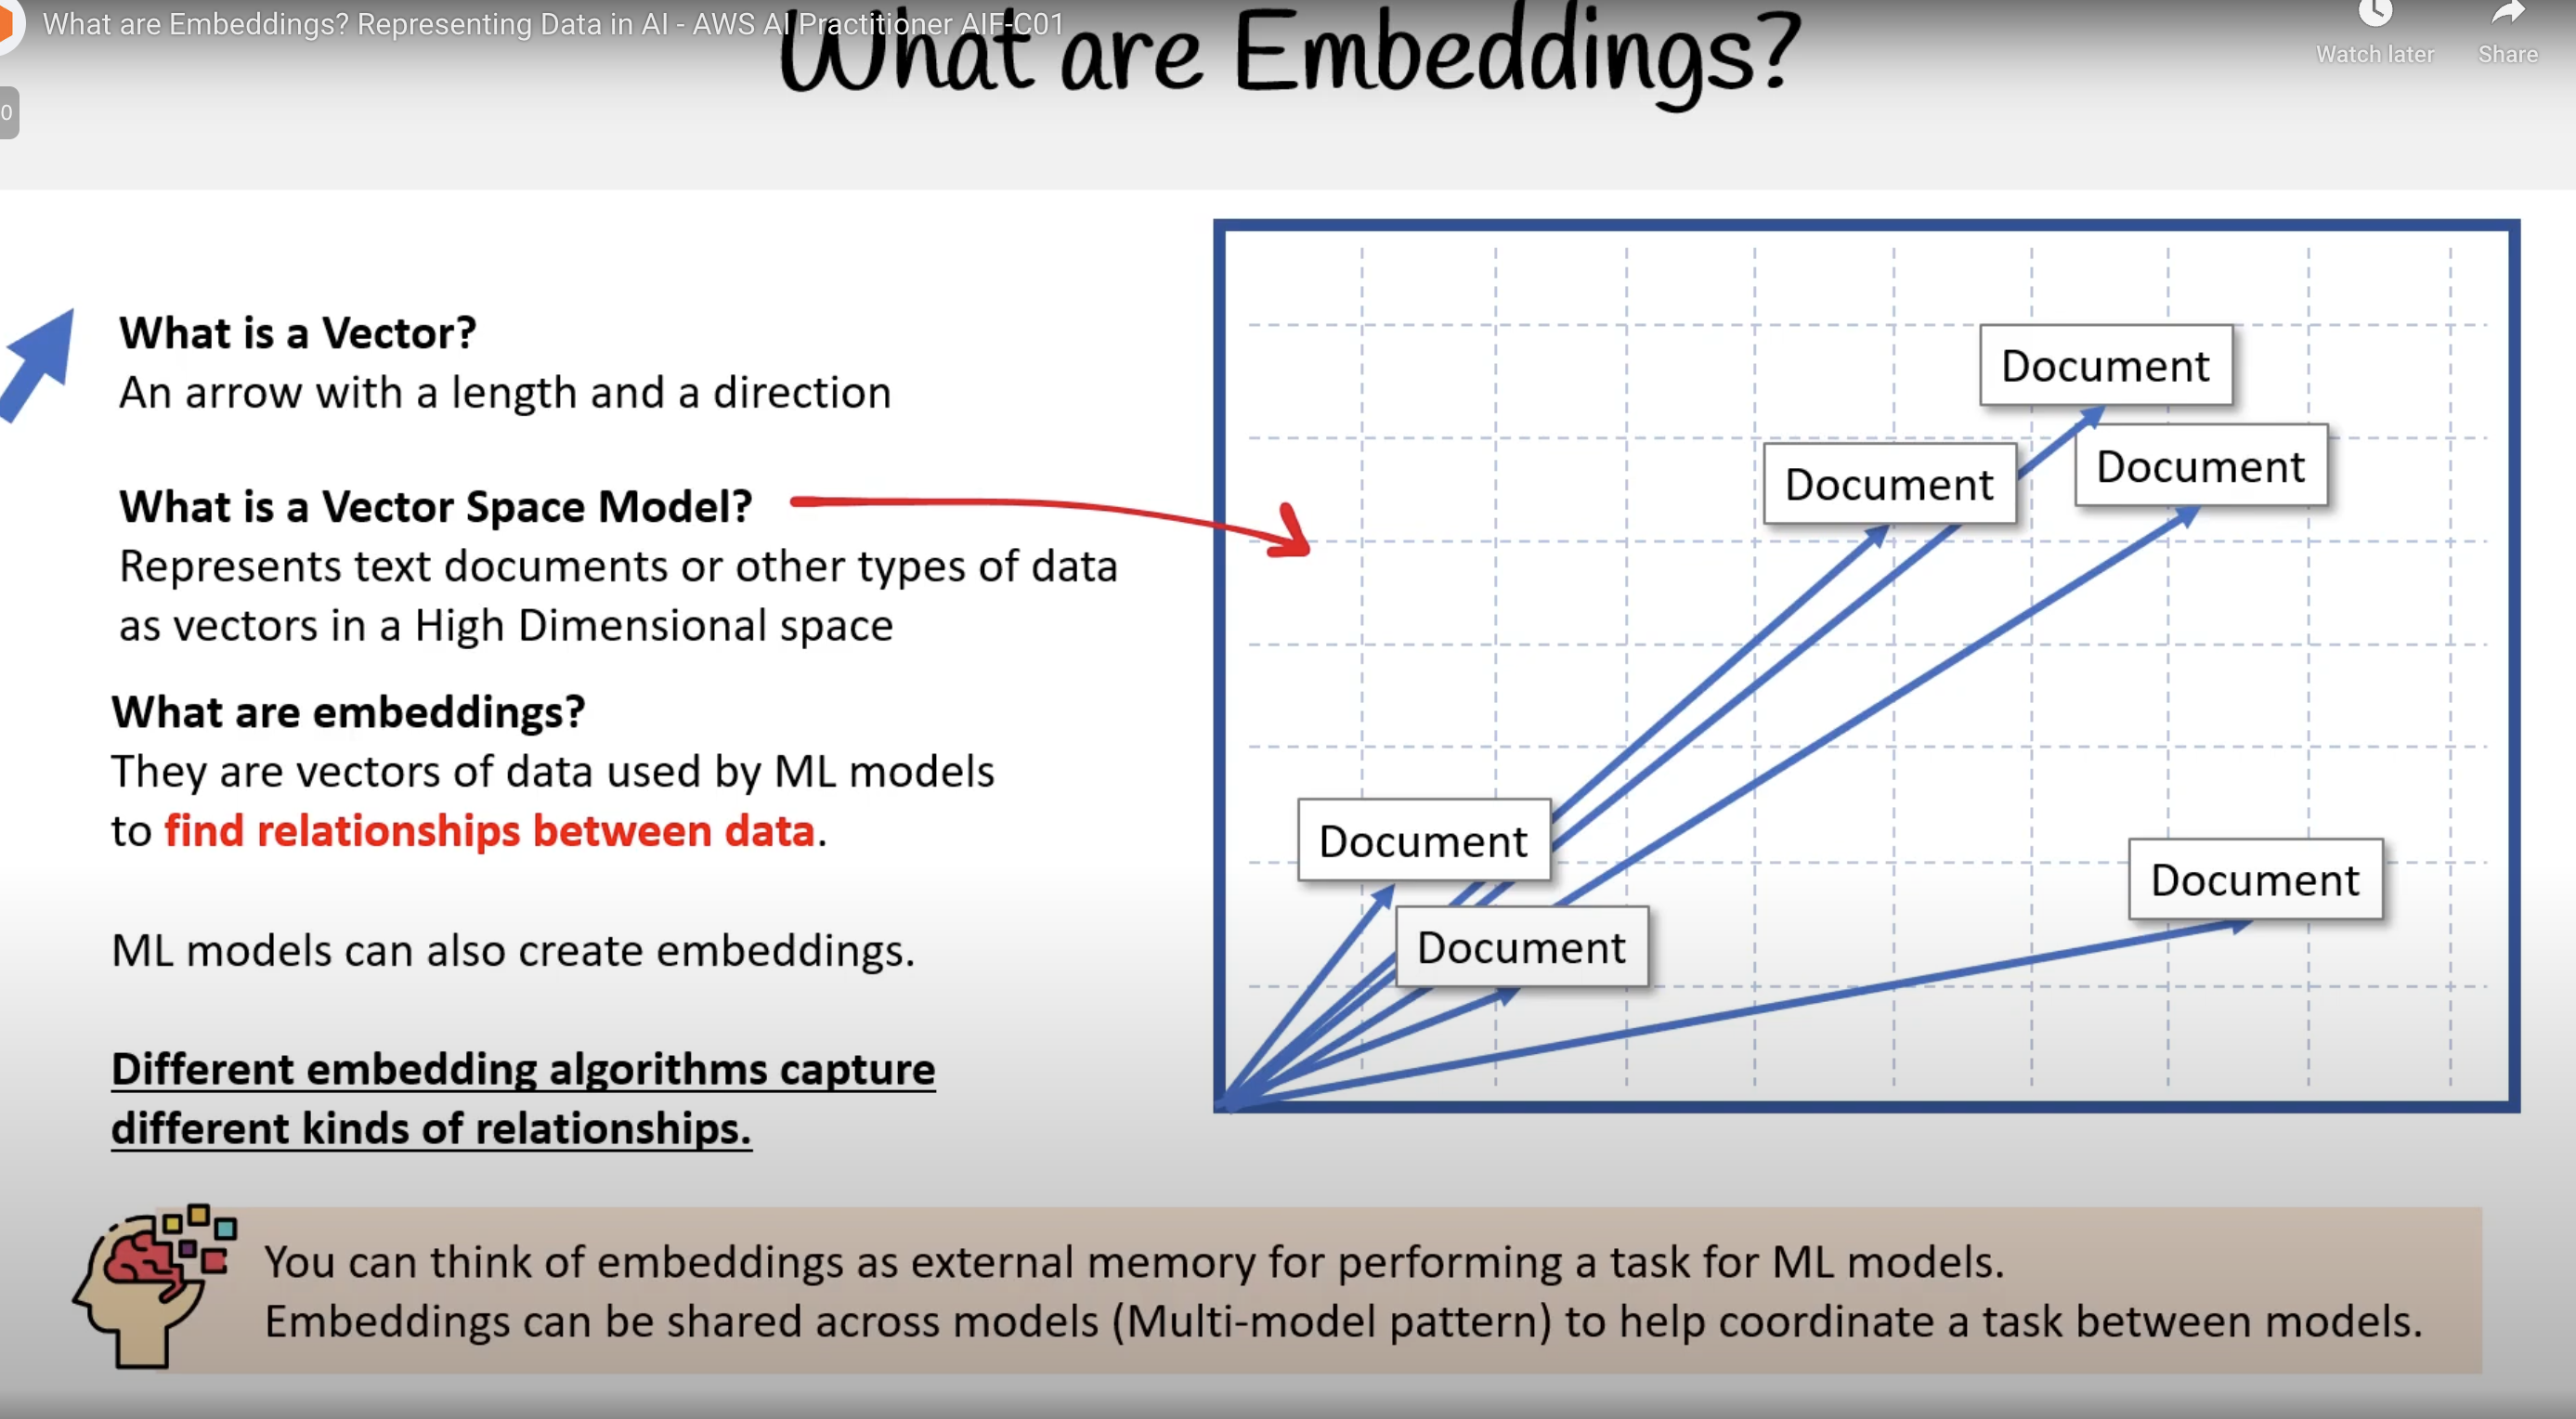 What are Embeddings? Representing Data in AI - AWS AI Practitioner AIF-C01
What are Embeddings?
Watch later
Share
0
What is a Vector?
An arrow with a length and a direction
What is a Vector Space Model?
Represents text documents or other types of data
as vectors in a High Dimensional space
What are embeddings?
They are vectors of data used by ML models
to find relationships between data.
ML models can also create embeddings.
Different embedding algorithms capture
different kinds of relationships.
Document
Document
Document
Document
Document
Document
You can think of embeddings as external memory for performing a task for ML models.
Embeddings can be shared across models (Multi-model pattern) to help coordinate a task between models.